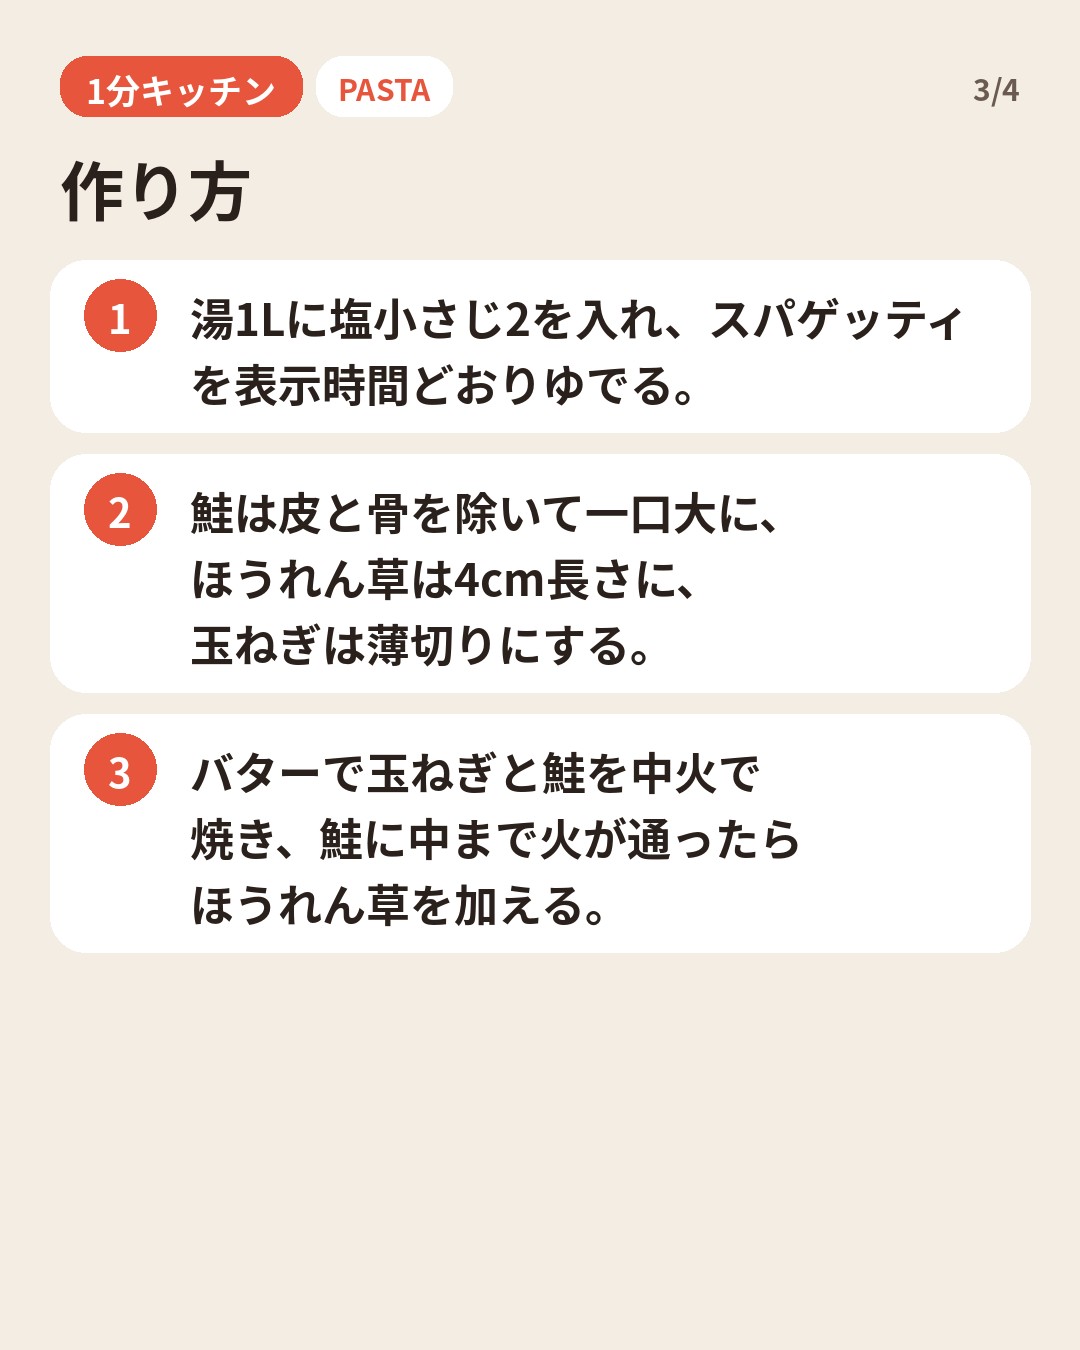 1分キッチン PASTA 3/4
作り方
1 湯1Lに塩小さじ2を入れ、スパゲッティ
を表示時間どおりゆでる。
2 鮭は皮と骨を除いて一口大に、
ほうれん草は4cm長さに、
玉ねぎは薄切りにする。
3 バターで玉ねぎと鮭を中火で
焼き、鮭に中まで火が通ったら
ほうれん草を加える。